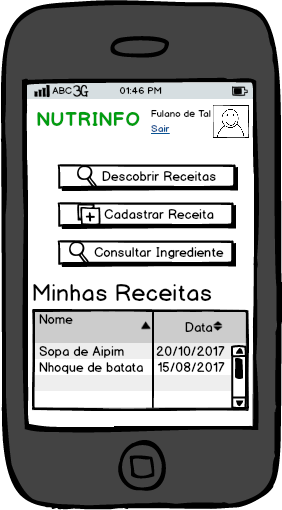 ABC 3G 01:46 PM
NUTRINFO
Fulano de Tal
Sair
Descobrir Receitas
Cadastrar Receita
Consultar Ingrediente
Minhas Receitas
Nome Data
Sopa de Aipim 20/10/2017
Nhoque de batata 15/08/2017